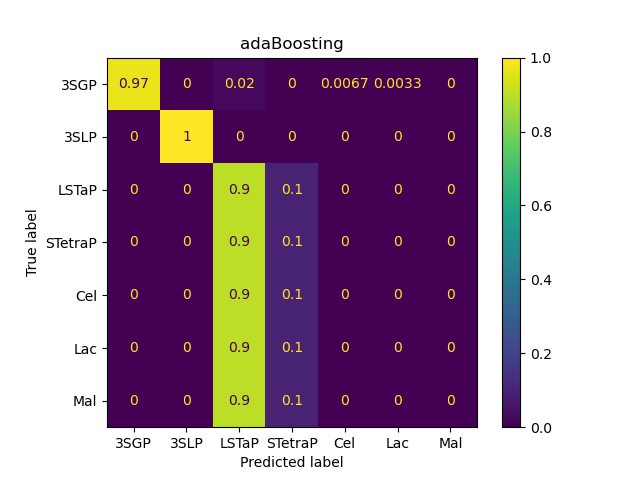 adaBoosting
3SGP 0.97 0 0.02 0 0.0067 0.0033 0
3SLP 0 1 0 0 0 0 0
LSTaP 0 0 0.9 0.1 0 0 0
STetraP 0 0 0.9 0.1 0 0 0
Cel 0 0 0.9 0.1 0 0 0
Lac 0 0 0.9 0.1 0 0 0
Mal 0 0 0.9 0.1 0 0 0
3SGP 3SLP LSTaP STetraP Cel Lac Mal
Predicted label
True label
1.0
0.8
0.6
0.4
0.2
0.0